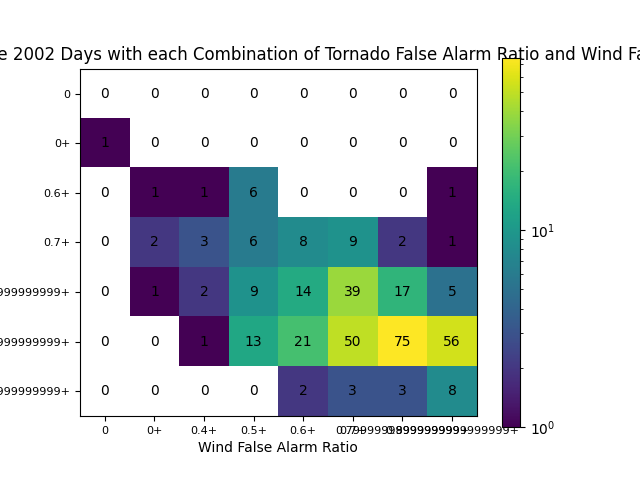 e 2002 Days with each Combination of Tornado False Alarm Ratio and Wind Fa
0 0 0 0 0 0 0 0 0
0+ 1 0 0 0 0 0 0 0
0.6+ 0 1 1 6 0 0 0 1
0.7+ 0 2 3 6 8 9 2 1
999999999+ 0 1 2 9 14 39 17 5
999999999+ 0 0 1 13 21 50 75 56
999999999+ 0 0 0 0 2 3 3 8
0 0+ 0.4+ 0.5+ 0.6+
Wind False Alarm Ratio
10¹
10⁰